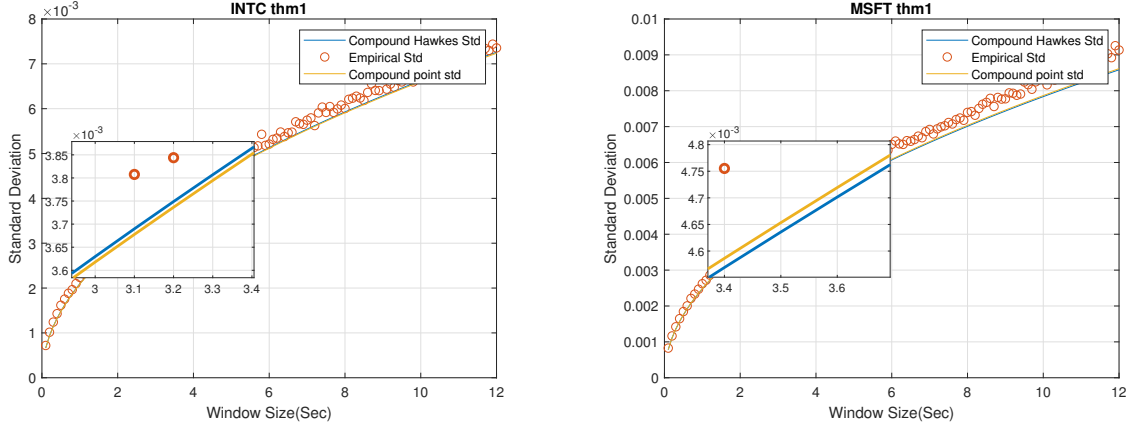 INTC thm1
×10⁻³
8
7
6
5
4
3
2
1
0
Standard Deviation
0 2 4 6 8 10 12
Window Size(Sec)
Compound Hawkes Std
Empirical Std
Compound point std
×10⁻³
3.85
3.8
3.75
3.7
3.65
3.6
3 3.1 3.2 3.3 3.4
MSFT thm1
0.01
0.009
0.008
0.007
0.006
0.005
0.004
0.003
0.002
0.001
0
Standard Deviation
0 2 4 6 8 10 12
Window Size(Sec)
Compound Hawkes Std
Empirical Std
Compound point std
×10⁻³
4.8
4.75
4.7
4.65
4.6
3.4 3.5 3.6